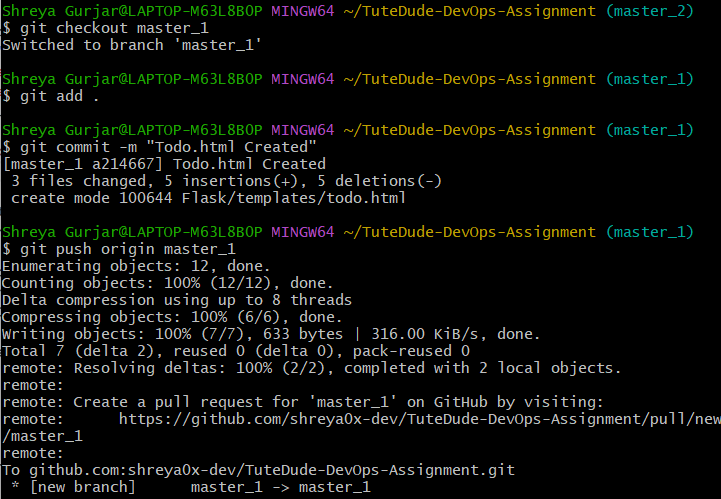 Shreya Gurjar@LAPTOP-M63L8BOP MINGW64 ~/TuteDude-DevOps-Assignment (master_2)
$ git checkout master_1
Switched to branch 'master_1'
Shreya Gurjar@LAPTOP-M63L8BOP MINGW64 ~/TuteDude-DevOps-Assignment (master_1)
$ git add .
Shreya Gurjar@LAPTOP-M63L8BOP MINGW64 ~/TuteDude-DevOps-Assignment (master_1)
$ git commit -m "Todo.html Created"
[master_1 a214667] Todo.html Created
 3 files changed, 5 insertions(+), 5 deletions(-)
 create mode 100644 Flask/templates/todo.html
Shreya Gurjar@LAPTOP-M63L8BOP MINGW64 ~/TuteDude-DevOps-Assignment (master_1)
$ git push origin master_1
Enumerating objects: 12, done.
Counting objects: 100% (12/12), done.
Delta compression using up to 8 threads
Compressing objects: 100% (6/6), done.
Writing objects: 100% (7/7), 633 bytes | 316.00 KiB/s, done.
Total 7 (delta 2), reused 0 (delta 0), pack-reused 0
remote: Resolving deltas: 100% (2/2), completed with 2 local objects.
remote:
remote: Create a pull request for 'master_1' on GitHub by visiting:
remote:      https://github.com/shreya0x-dev/TuteDude-DevOps-Assignment/pull/new
/master_1
remote:
To github.com:shreya0x-dev/TuteDude-DevOps-Assignment.git
 * [new branch]      master_1 -> master_1